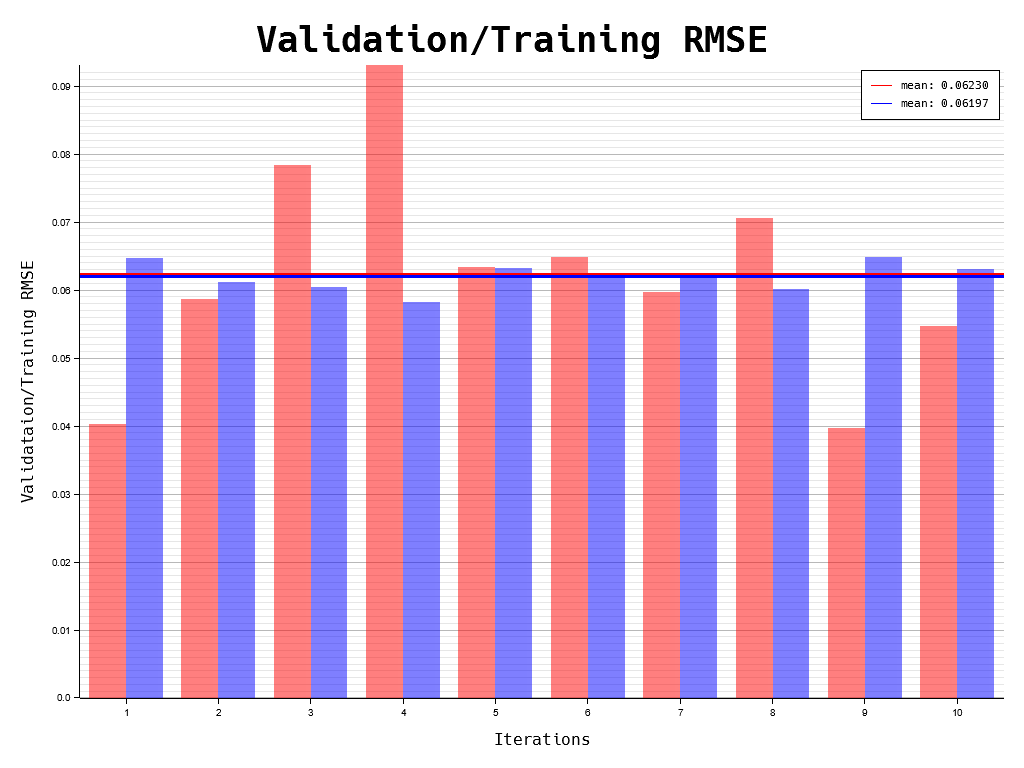 Validation/Training RMSE
mean: 0.06230
mean: 0.06197
Validataion/Training RMSE
0.09
0.08
0.07
0.06
0.05
0.04
0.03
0.02
0.01
0.0
1 2 3 4 5 6 7 8 9 10
Iterations